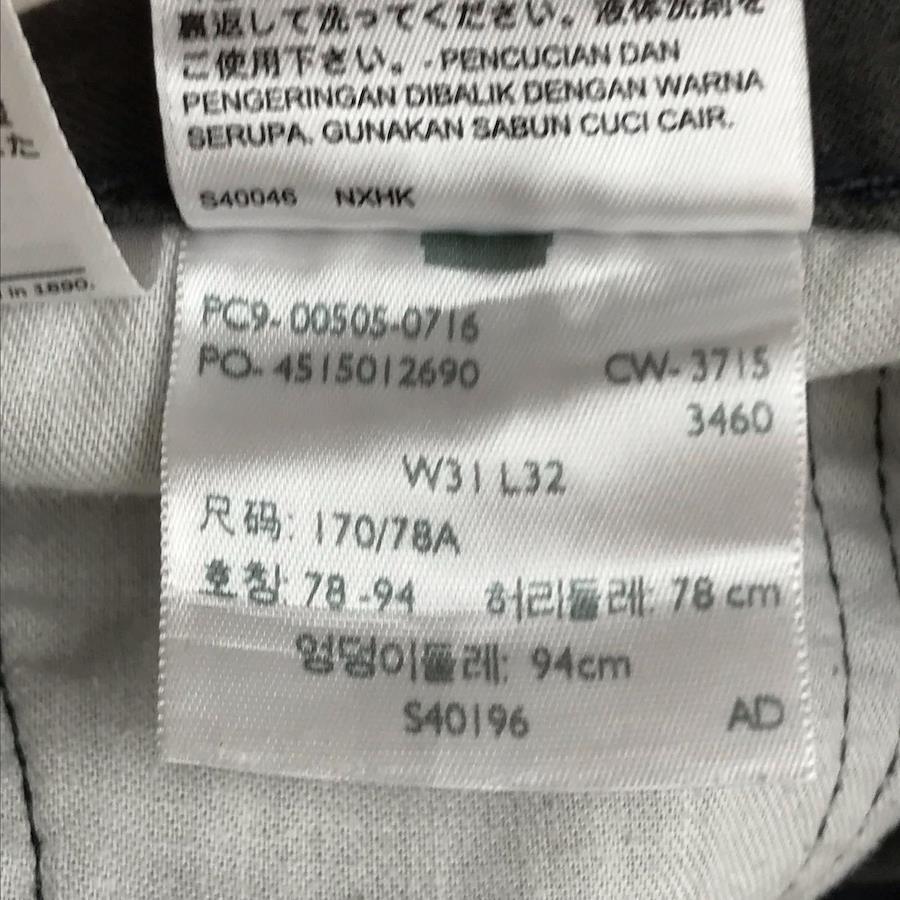 裏返して洗ってください。液体洗剤を
ご使用下さい。 - PENCUCIAN DAN
PENGERINGAN DIBALIK DENGAN WARNA
SERUPA. GUNAKAN SABUN CUCI CAIR.
S40046 NXHK
た
in 1890.
PC9-00505-0716
PO-4515012690 CW-3715
3460
W31 L32
尺码: 170/78A
호칭: 78-94 허리둘레: 78 cm
엉덩이둘레: 94cm
S40196 AD